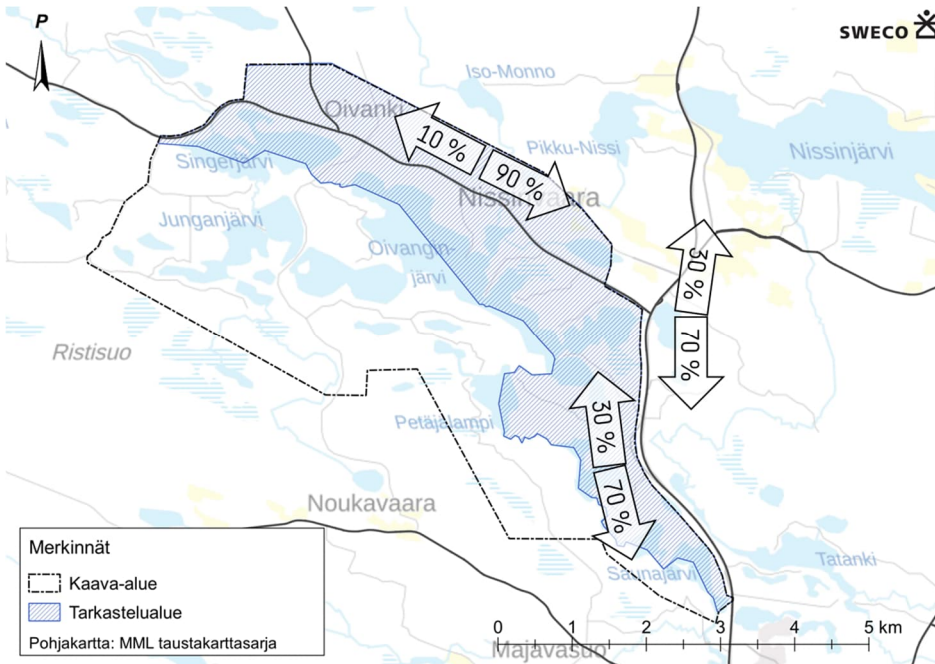 P
SWECO
Iso-Monno
Oivanki
10 %
90 %
Pikku-Nissi
Nissinjärvi
Singerjärvi
Nissinvaara
Junganjärvi
Oivangin-
järvi
30 %
70 %
Ristisuo
Petäjälampi
30 %
70 %
Noukavaara
Tatanki
Saunajärvi
Majavasuo
Merkinnät
Kaava-alue
Tarkastelualue
Pohjakartta: MML taustakarttasarja
0 1 2 3 4 5 km